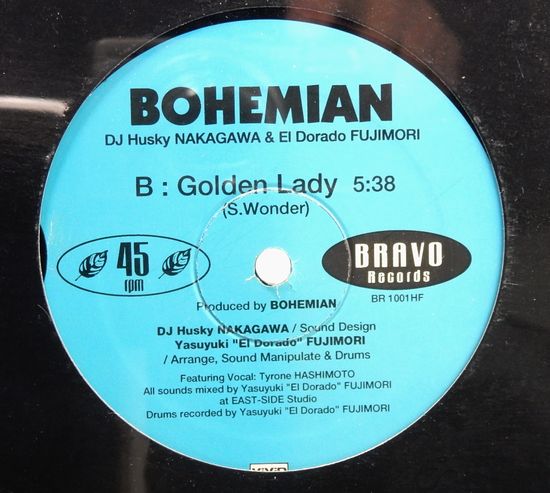 BOHEMIAN
DJ Husky NAKAGAWA & El Dorado FUJIMORI
B : Golden Lady 5:38
(S.Wonder)
45
rpm
BRAVO
Records
BR 1001HF
Produced by BOHEMIAN
DJ Husky NAKAGAWA / Sound Design
Yasuyuki "El Dorado" FUJIMORI
/ Arrange, Sound Manipulate & Drums
Featuring Vocal: Tyrone HASHIMOTO
All sounds mixed by Yasuyuki "El Dorado" FUJIMORI
at EAST-SIDE Studio
Drums recorded by Yasuyuki "El Dorado" FUJIMORI